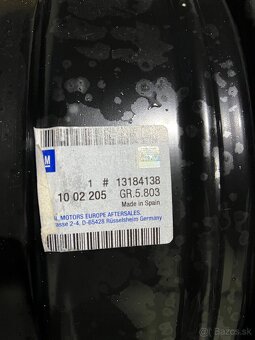 GM
1 # 13184138
10 02 205 GR.5.803
Made in Spain
MOTORS EUROPE AFTERSALES
asse 2-4, D-65428 Rüsselsheim Germany
sk.bazos.sk